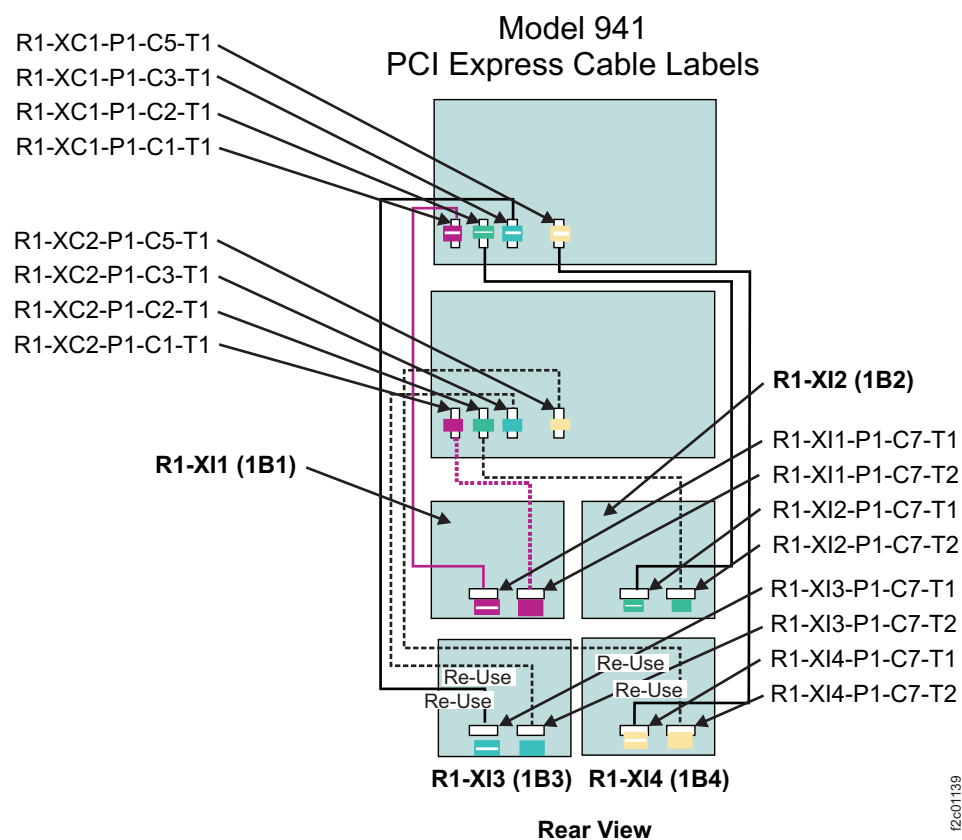 Model 941
PCI Express Cable Labels
R1-XC1-P1-C5-T1
R1-XC1-P1-C3-T1
R1-XC1-P1-C2-T1
R1-XC1-P1-C1-T1
R1-XC2-P1-C5-T1
R1-XC2-P1-C3-T1
R1-XC2-P1-C2-T1
R1-XC2-P1-C1-T1
R1-XI2 (1B2)
R1-XI1 (1B1)
R1-XI1-P1-C7-T1
R1-XI1-P1-C7-T2
R1-XI2-P1-C7-T1
R1-XI2-P1-C7-T2
R1-XI3-P1-C7-T1
R1-XI3-P1-C7-T2
R1-XI4-P1-C7-T1
R1-XI4-P1-C7-T2
Re-Use
Re-Use
Re-Use
Re-Use
R1-XI3 (1B3)
R1-XI4 (1B4)
Rear View
f2c01139